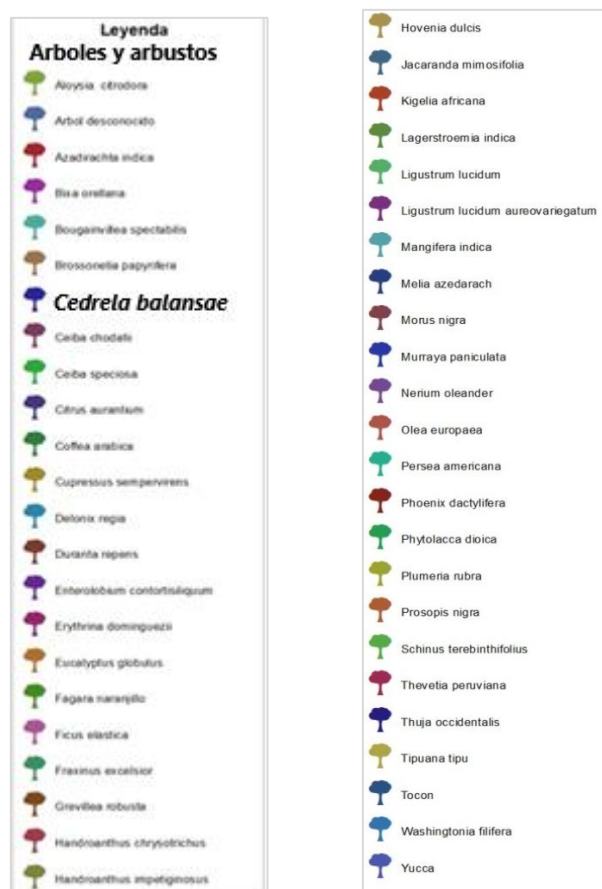 Leyenda
Arboles y arbustos
Aloysia citrodora
Arbol desconocido
Azadirachta indica
Bixa orellana
Bougainvillea spectabilis
Brossonetia papyrifera
Cedrela balansae
Ceiba chodatii
Ceiba speciosa
Citrus aurantium
Coffea arabica
Cupressus sempervirens
Delonix regia
Duranta repens
Enterolobium contortisiliquum
Erythrina dominguezii
Eucalyptus globulus
Fagara naranjillo
Ficus elastica
Fraxinus excelsior
Grevillea robusta
Handroanthus chrysotrichus
Handroanthus impetiginosus
Hovenia dulcis
Jacaranda mimosifolia
Kigelia africana
Lagerstroemia indica
Ligustrum lucidum
Ligustrum lucidum aureovariegatum
Mangifera indica
Melia azedarach
Morus nigra
Murraya paniculata
Nerium oleander
Olea europaea
Persea americana
Phoenix dactylifera
Phytolacca dioica
Plumeria rubra
Prosopis nigra
Schinus terebinthifolius
Thevetia peruviana
Thuja occidentalis
Tipuana tipu
Tocon
Washingtonia filifera
Yucca